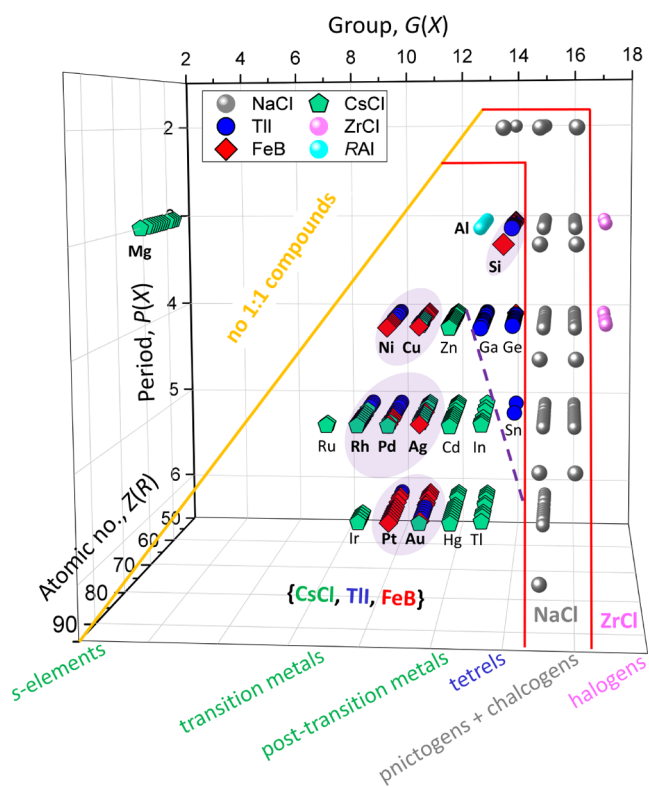 Group, G(X)
2 4 6 8 10 12 14 16 18
NaCl CsCl
TlI ZrCl
FeB RAl
2
3
4
5
6
Period, P(X)
Mg
no 1:1 compounds
Al
Si
Ni Cu Zn Ga Ge
Ru Rh Pd Ag Cd In Sn
Ir Pt Au Hg Tl
50
60
70
80
90
Atomic no., Z(R)
{CsCl, TlI, FeB}
NaCl
ZrCl
s-elements
transition metals
post-transition metals
tetrels
pnictogens + chalcogens
halogens